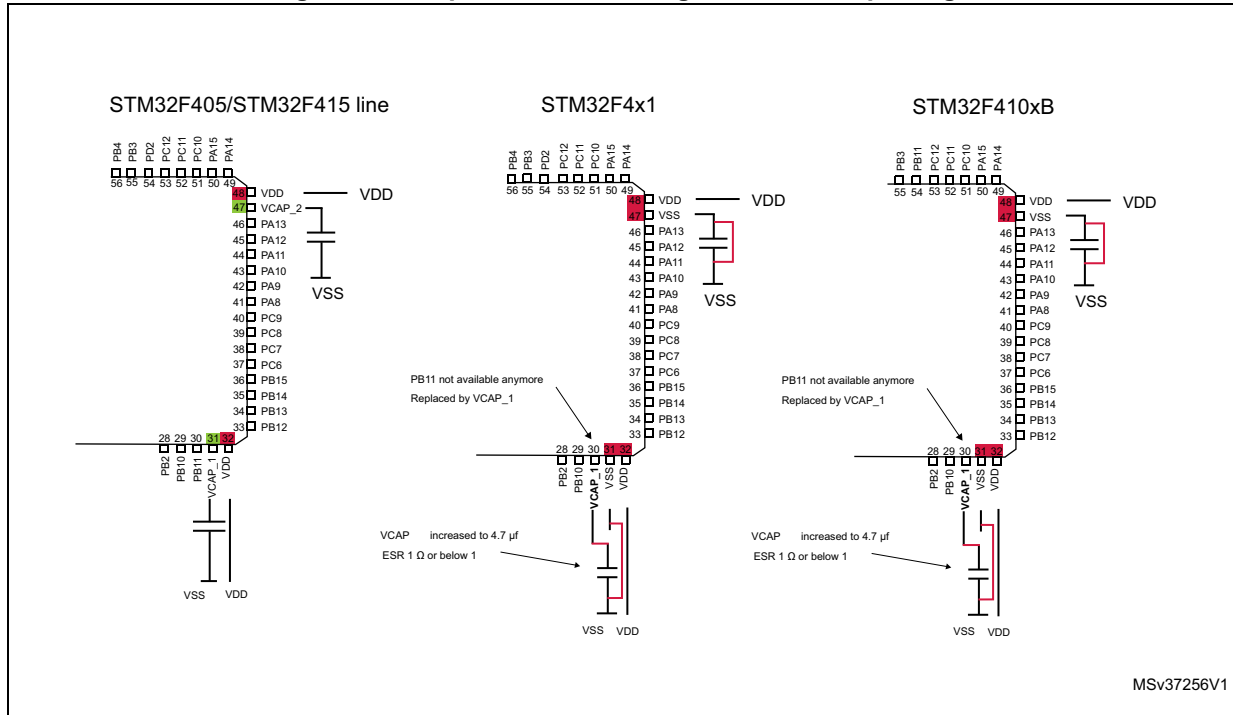 STM32F405/STM32F415 line
PB4 PB3 PD2 PC12 PC11 PC10 PA15 PA14
56 55 54 53 52 51 50 49
48 VDD VDD
47 VCAP_2
46 PA13
45 PA12
44 PA11
43 PA10
42 PA9
41 PA8
40 PC9
39 PC8
38 PC7
37 PC6
36 PB15
35 PB14
34 PB13
33 PB12
VSS
28 29 30 31 32
PB2 PB10 PB11 VCAP_1 VDD
VSS VDD
STM32F4x1
PB4 PB3 PD2 PC12 PC11 PC10 PA15 PA14
56 55 54 53 52 51 50 49
48 VDD VDD
47 VSS
46 PA13
45 PA12
44 PA11
43 PA10
42 PA9
41 PA8
40 PC9
39 PC8
38 PC7
37 PC6
36 PB15
35 PB14
34 PB13
33 PB12
VSS
PB11 not available anymore
Replaced by VCAP_1
28 29 30 31 32
PB2 PB10 VCAP_1 VSS VDD
VCAP increased to 4.7 µf
ESR 1 Ω or below 1
VSS VDD
STM32F410xB
PB3 PB11 PC12 PC11 PC10 PA15 PA14
55 54 53 52 51 50 49
48 VDD VDD
47 VSS
46 PA13
45 PA12
44 PA11
43 PA10
42 PA9
41 PA8
40 PC9
39 PC8
38 PC7
37 PC6
36 PB15
35 PB14
34 PB13
33 PB12
VSS
PB11 not available anymore
Replaced by VCAP_1
28 29 30 31 32
PB2 PB10 VCAP_1 VSS VDD
VCAP increased to 4.7 µf
ESR 1 Ω or below 1
VSS VDD
MSv37256V1